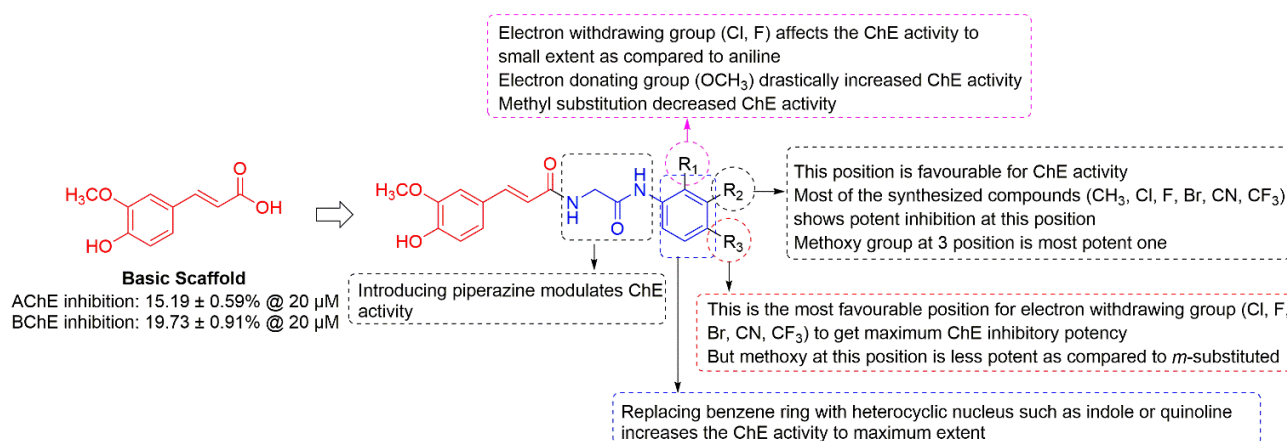 Electron withdrawing group (Cl, F) affects the ChE activity to
small extent as compared to aniline
Electron donating group (OCH₃) drastically increased ChE activity
Methyl substitution decreased ChE activity
O
H₃CO
OH
HO
Basic Scaffold
AChE inhibition: 15.19 ± 0.59% @ 20 µM
BChE inhibition: 19.73 ± 0.91% @ 20 µM
O
H₃CO
N
H
HO
O
H
N
R₁
R₂
R₃
This position is favourable for ChE activity
Most of the synthesized compounds (CH₃, Cl, F, Br, CN, CF₃)
shows potent inhibition at this position
Methoxy group at 3 position is most potent one
Introducing piperazine modulates ChE
activity
This is the most favourable position for electron withdrawing group (Cl, F,
Br, CN, CF₃) to get maximum ChE inhibitory potency
But methoxy at this position is less potent as compared to m-substituted
Replacing benzene ring with heterocyclic nucleus such as indole or quinoline
increases the ChE activity to maximum extent